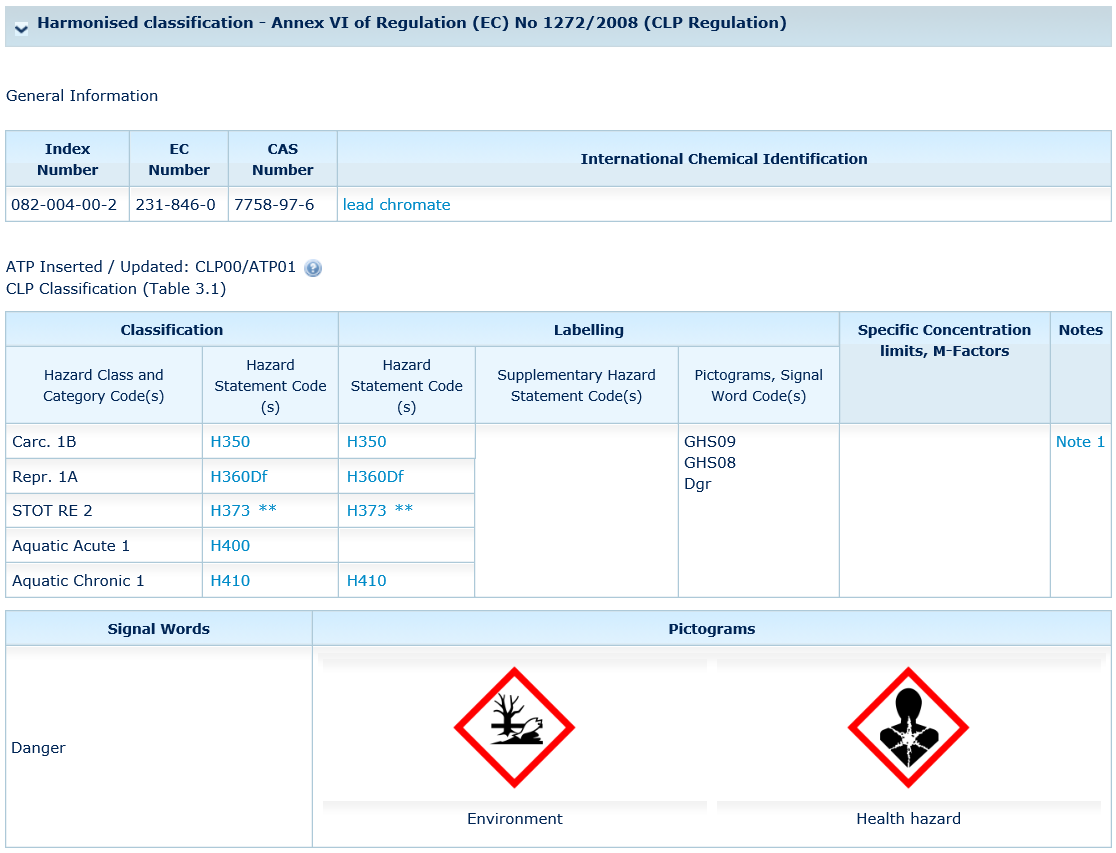 Harmonised classification - Annex VI of Regulation (EC) No 1272/2008 (CLP Regulation)
General Information
Index Number EC Number CAS Number International Chemical Identification
082-004-00-2 231-846-0 7758-97-6 lead chromate
ATP Inserted / Updated: CLP00/ATP01 ?
CLP Classification (Table 3.1)
Classification Labelling Specific Concentration limits, M-Factors Notes
Hazard Class and Category Code(s) Hazard Statement Code (s) Hazard Statement Code (s) Supplementary Hazard Statement Code(s) Pictograms, Signal Word Code(s)
Carc. 1B H350 H350 GHS09 Note 1
GHS08
Repr. 1A H360Df H360Df
Dgr
STOT RE 2 H373 ** H373 **
Aquatic Acute 1 H400
Aquatic Chronic 1 H410 H410
Signal Words Pictograms
Danger
Environment Health hazard